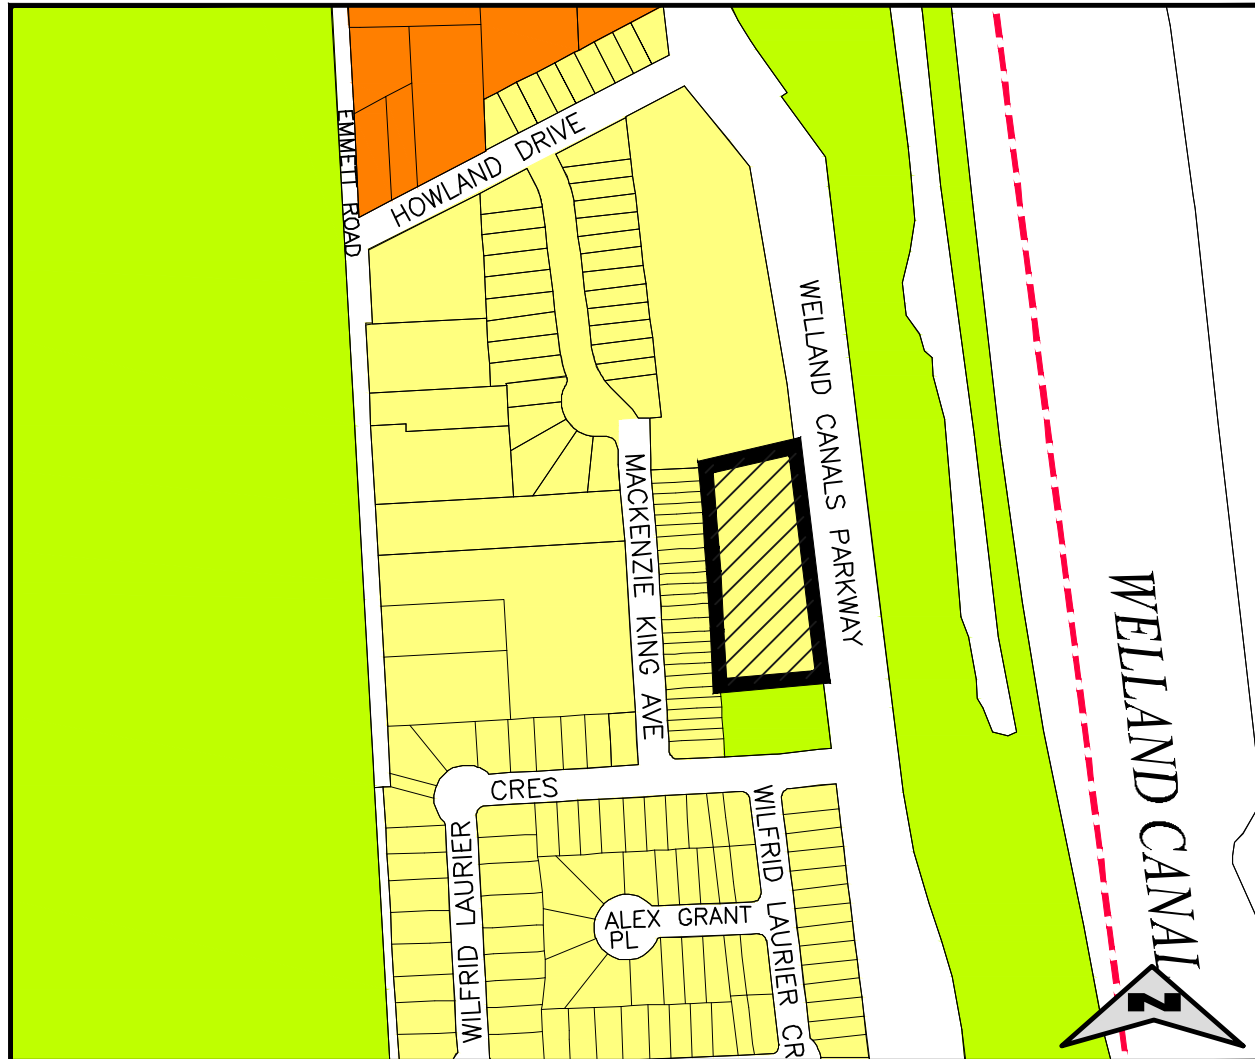 EMMETT ROAD
HOWLAND DRIVE
WELLAND CANALS PARKWAY
MACKENZIE KING AVE
WELLAND CANAL
CRES
WILFRID LAURIER
WILFRID LAURIER CR
ALEX GRANT
PL
N